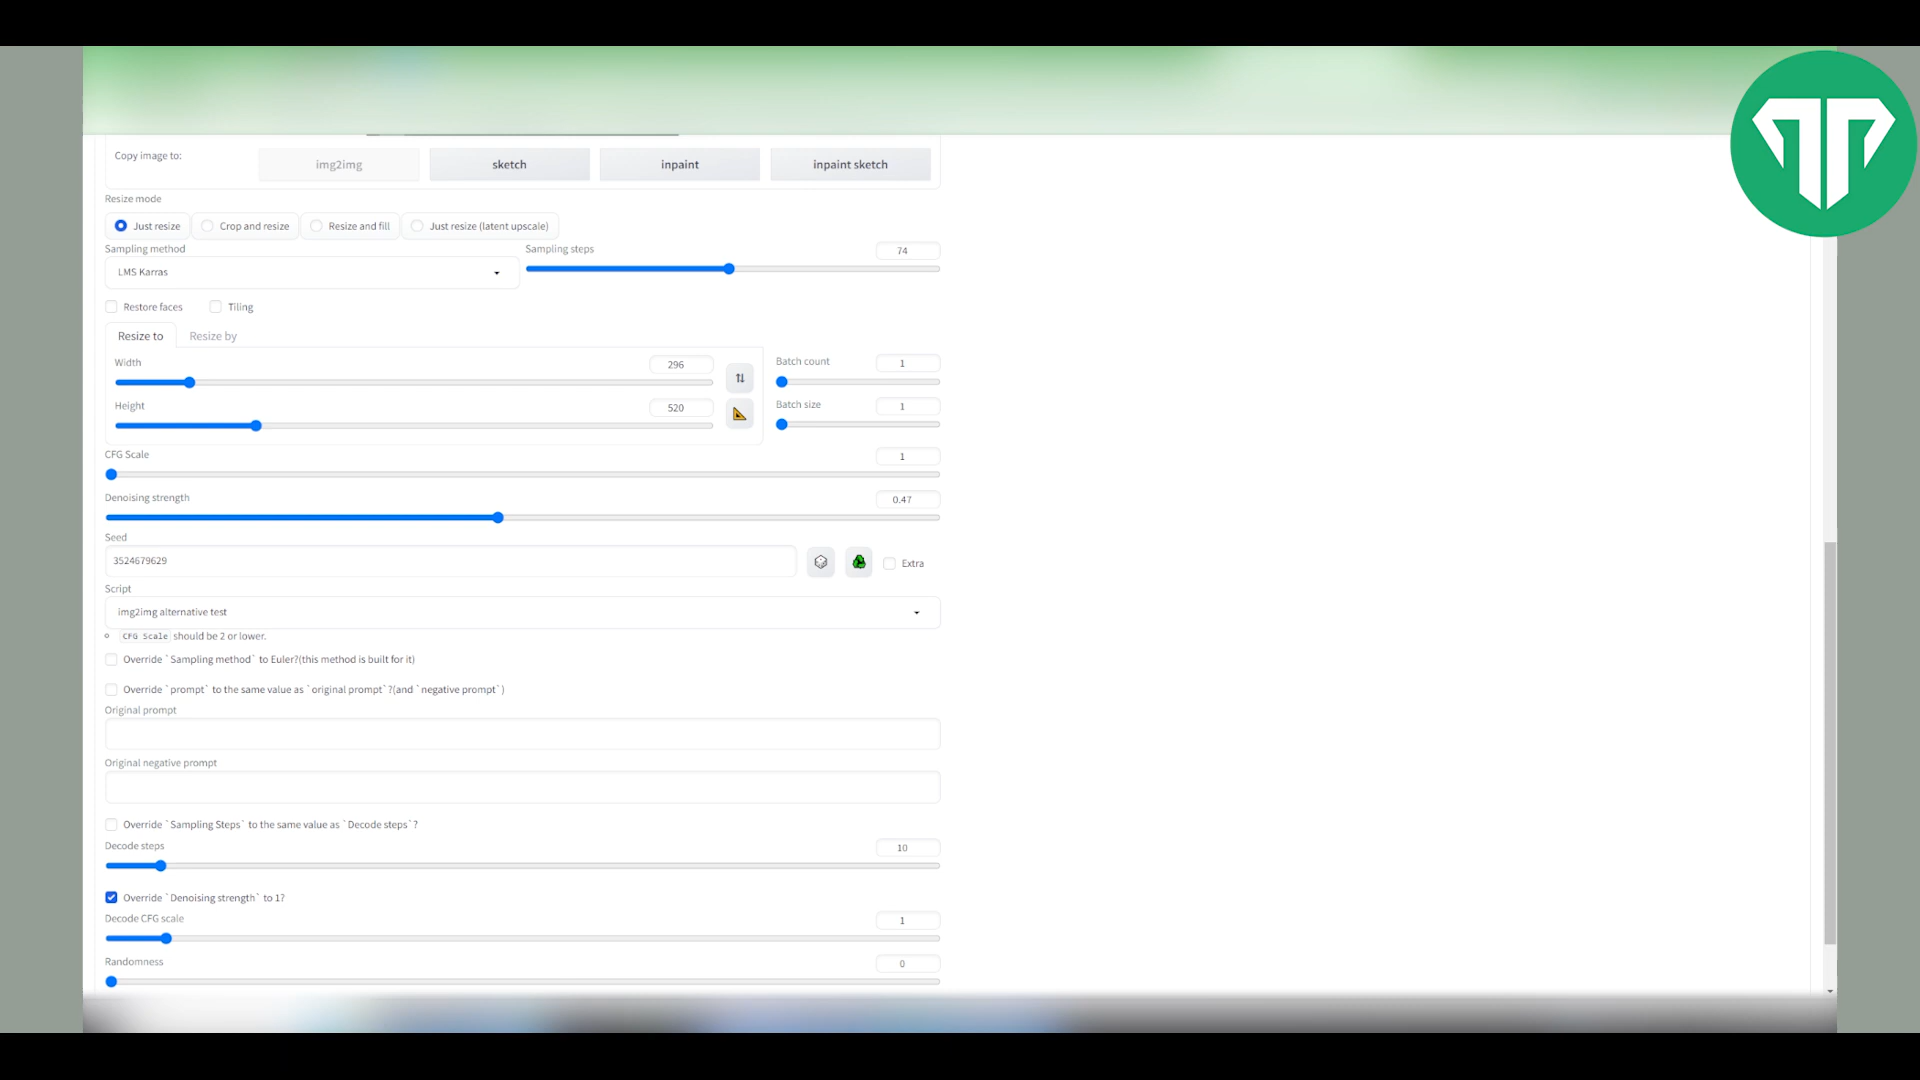 Copy image to:
img2img
sketch
inpaint
inpaint sketch
Resize mode
Just resize
Crop and resize
Resize and fill
Just resize (latent upscale)
Sampling method
Sampling steps
74
LMS Karras
Restore faces
Tiling
Resize to
Resize by
Width
296
Batch count
1
Height
520
Batch size
1
CFG Scale
1
Denoising strength
0.47
Seed
3524679629
Extra
Script
img2img alternative test
CFG Scale should be 2 or lower.
Override `Sampling method` to Euler?(this method is built for it)
Override `prompt` to the same value as `original prompt`?(and `negative prompt`)
Original prompt
Original negative prompt
Override `Sampling Steps` to the same value as `Decode steps`?
Decode steps
10
Override `Denoising strength` to 1?
Decode CFG scale
1
Randomness
0